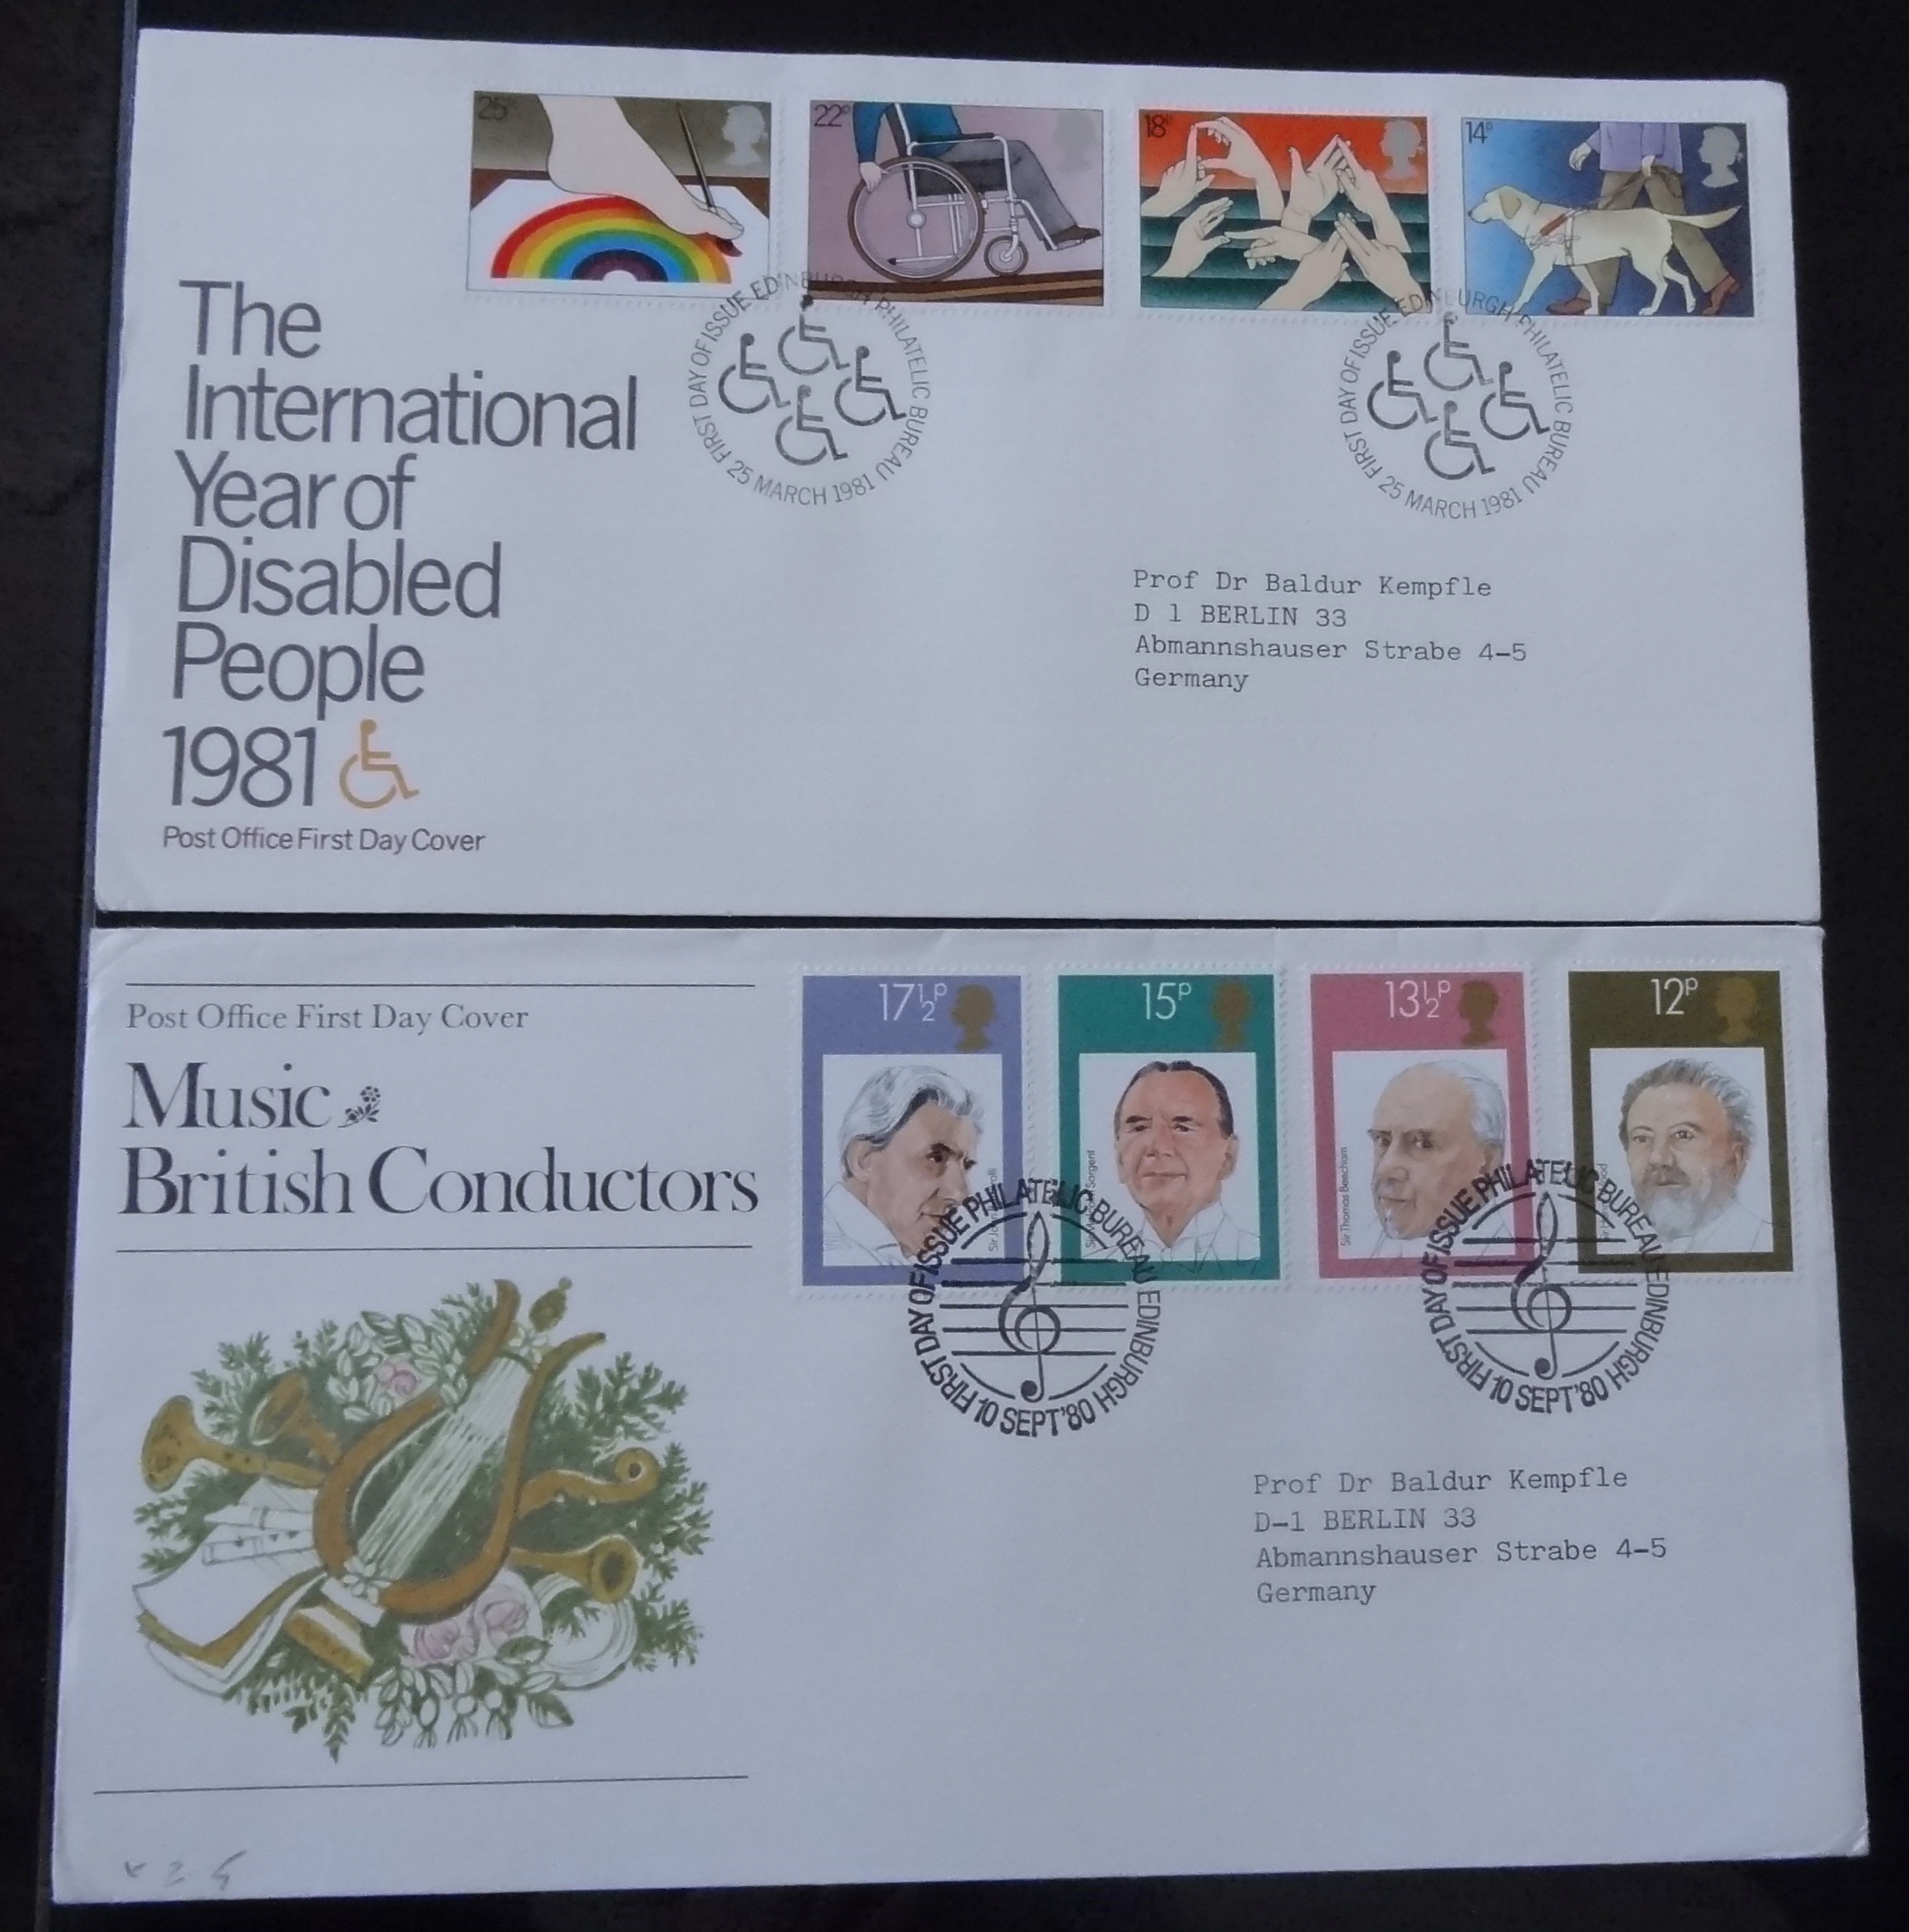 25P
22P
18P
14P
The
International
Year of
Disabled
People
1981
Post Office First Day Cover
FIRST DAY OF ISSUE EDINBURGH PHILATELIC BUREAU
25 MARCH 1981
FIRST DAY OF ISSUE EDINBURGH PHILATELIC BUREAU
25 MARCH 1981
Prof Dr Baldur Kempfle
D 1 BERLIN 33
Abmannshauser Strabe 4-5
Germany
Post Office First Day Cover
Music
British Conductors
17½P
15P
13½P
12P
Sargent
Sir Thomas Beecham
FIRST DAY OF ISSUE PHILATELIC BUREAU EDINBURGH
10 SEPT'80
FIRST DAY OF ISSUE PHILATELIC BUREAU EDINBURGH
10 SEPT'80
Prof Dr Baldur Kempfle
D-1 BERLIN 33
Abmannshauser Strabe 4-5
Germany